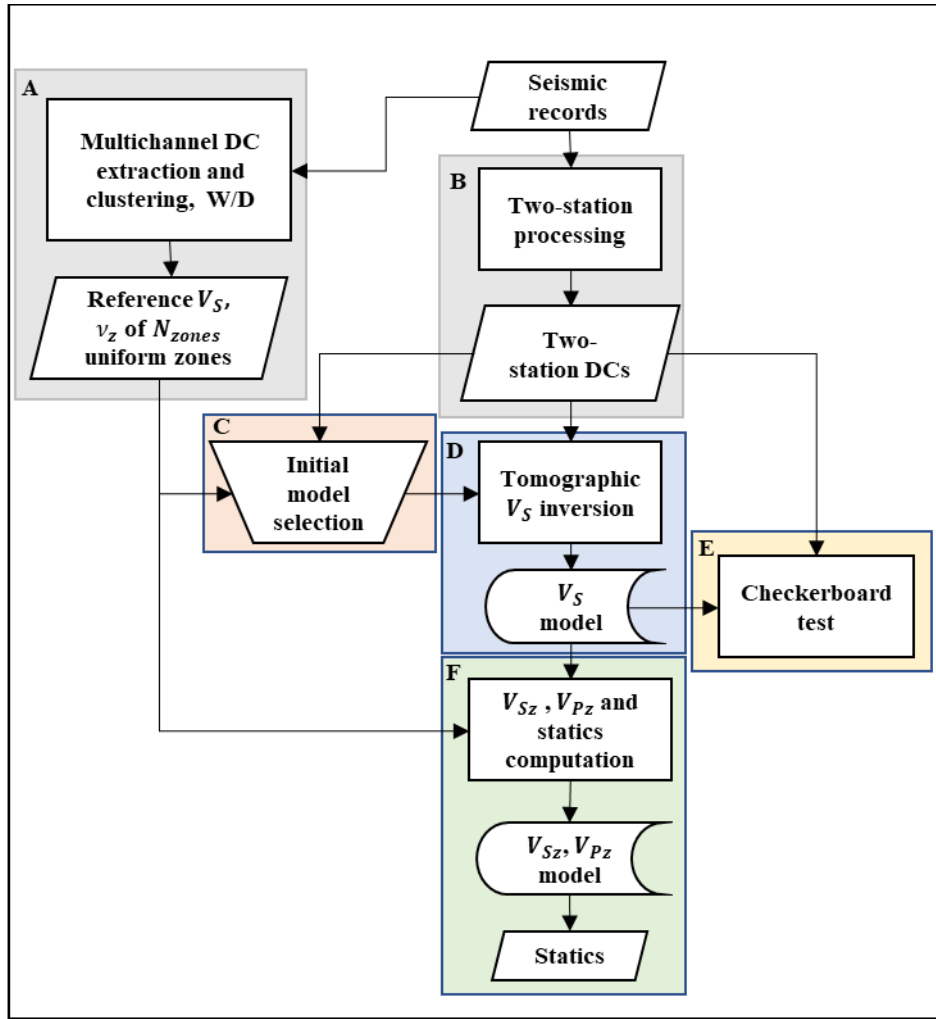 Seismic
records
A
Multichannel DC
extraction and
clustering, W/D
Reference V_S,
ν_z of N_zones
uniform zones
B
Two-station
processing
Two-
station DCs
C
Initial
model
selection
D
Tomographic
V_S inversion
V_S
model
E
Checkerboard
test
F
V_Sz , V_Pz and
statics
computation
V_Sz, V_Pz
model
Statics